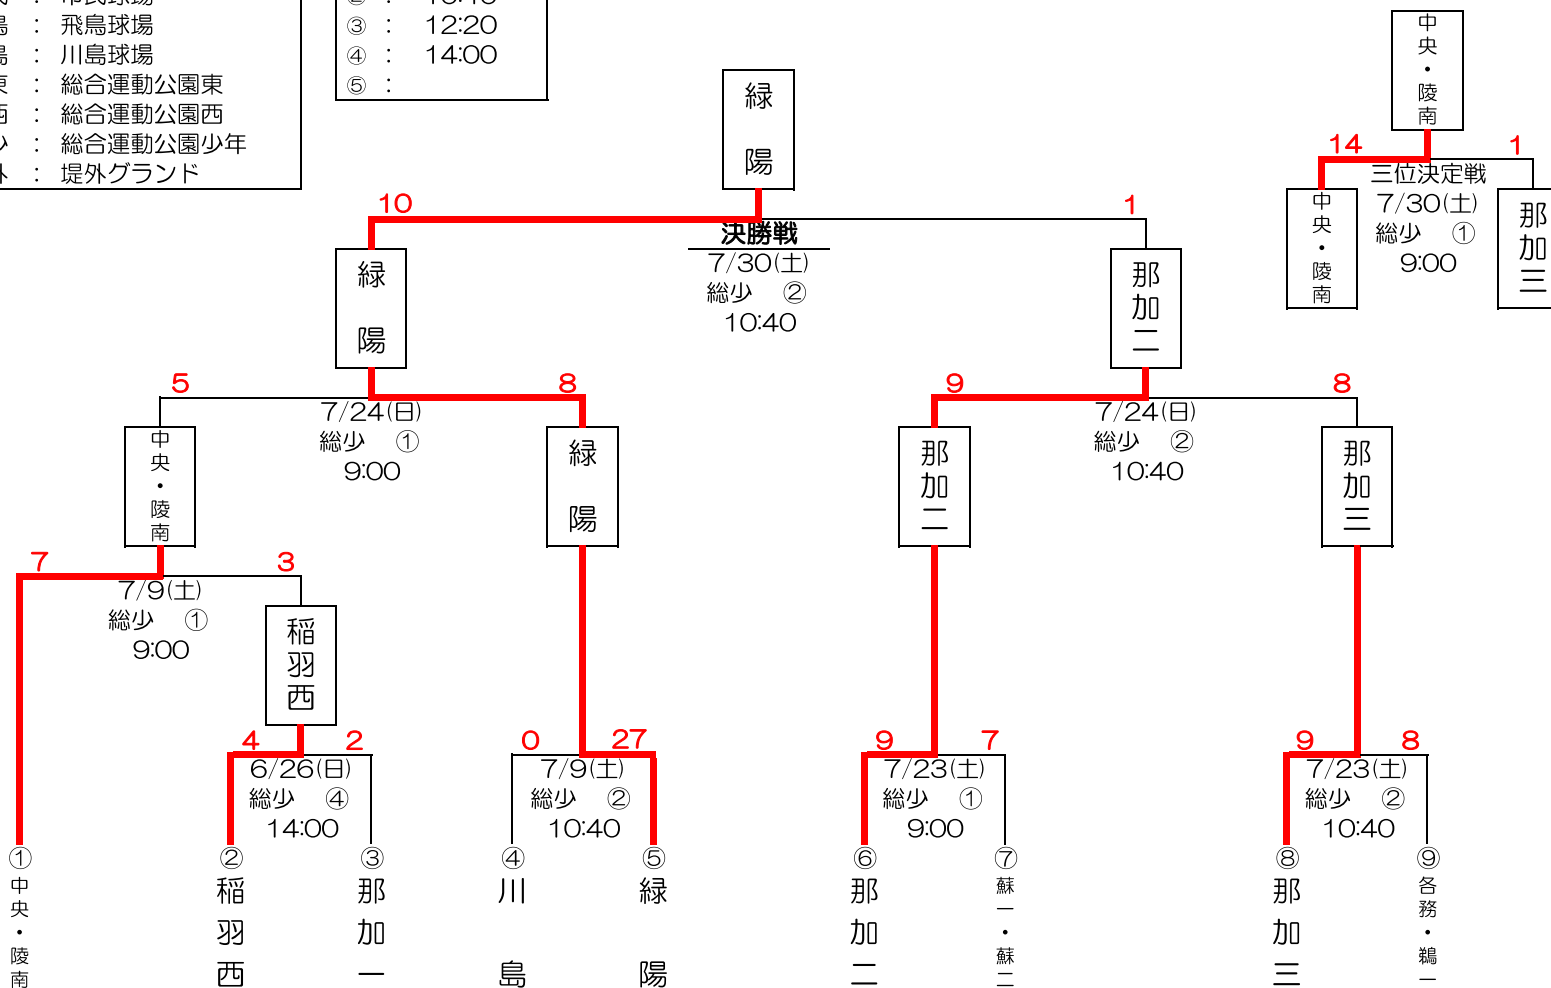 : 市民球場
: 飛鳥球場
: 川島球場
: 総合運動公園東
: 総合運動公園西
: 総合運動公園少年
: 堤外グランド
③ : 12:20
④ : 14:00
⑤ :
中央・陵南
14
1
三位決定戦
7/30(土)
総少 ①
9:00
中央・陵南
那加三
緑陽
10
1
決勝戦
7/30(土)
総少 ②
10:40
緑陽
那加二
5
8
7/24(日)
総少 ①
9:00
9
8
7/24(日)
総少 ②
10:40
中央・陵南
緑陽
那加二
那加三
7
3
7/9(土)
総少 ①
9:00
稲羽西
4
2
6/26(日)
総少 ④
14:00
0
27
7/9(土)
総少 ②
10:40
9
7
7/23(土)
総少 ①
9:00
9
8
7/23(土)
総少 ②
10:40
①
中央・陵南
②
稲羽西
③
那加一
④
川島
⑤
緑陽
⑥
那加二
⑦
蘇一・蘇二
⑧
那加三
⑨
各務・鵜一